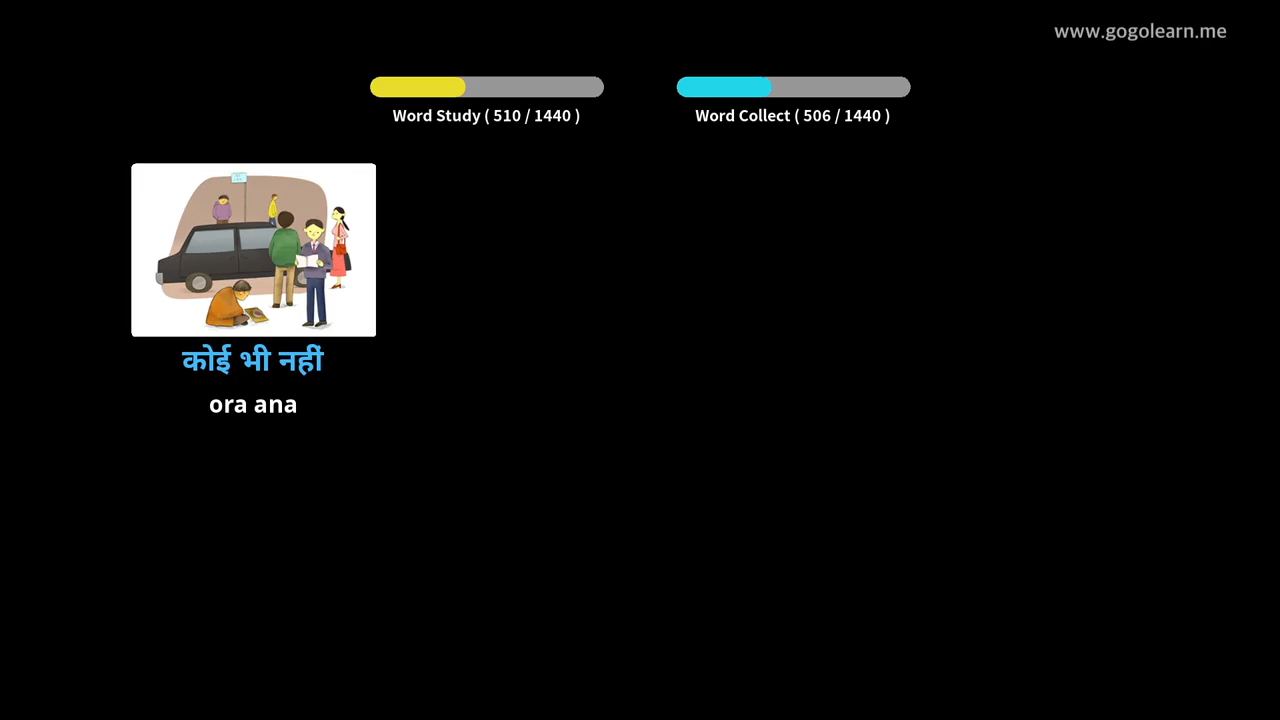 www.gogolearn.me
Word Study ( 510 / 1440 )
Word Collect ( 506 / 1440 )
कोई भी नहीं
ora ana